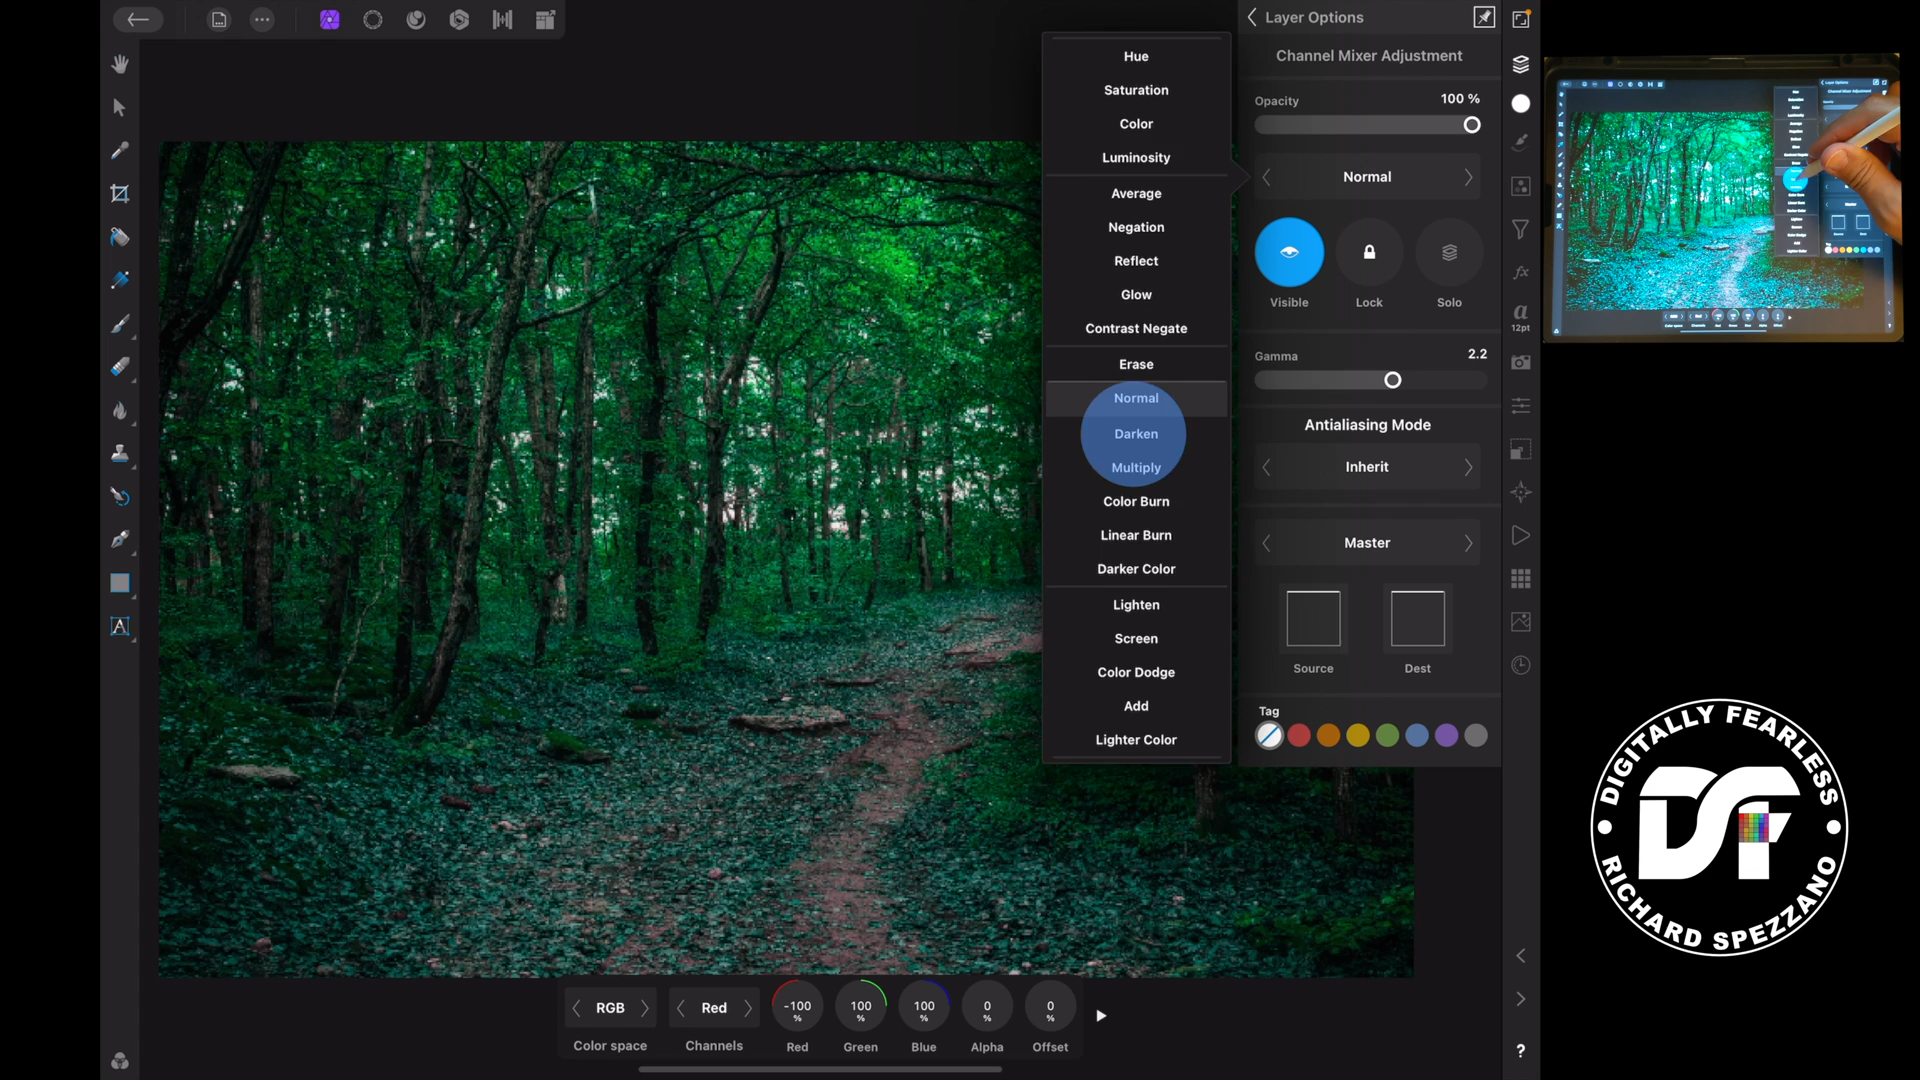 Layer Options
Channel Mixer Adjustment
Opacity 100 %
Normal
Visible Lock Solo
Gamma 2.2
Antialiasing Mode
Inherit
Master
Source Dest
Tag
Hue
Saturation
Color
Luminosity
Average
Negation
Reflect
Glow
Contrast Negate
Erase
Normal
Darken
Multiply
Color Burn
Linear Burn
Darker Color
Lighten
Screen
Color Dodge
Add
Lighter Color
a
12pt
A
?
RGB Red -100 % 100 % 100 % 0 % 0 %
Color space Channels Red Green Blue Alpha Offset
DIGITALLY FEARLESS
DF
RICHARD SPEZZANO